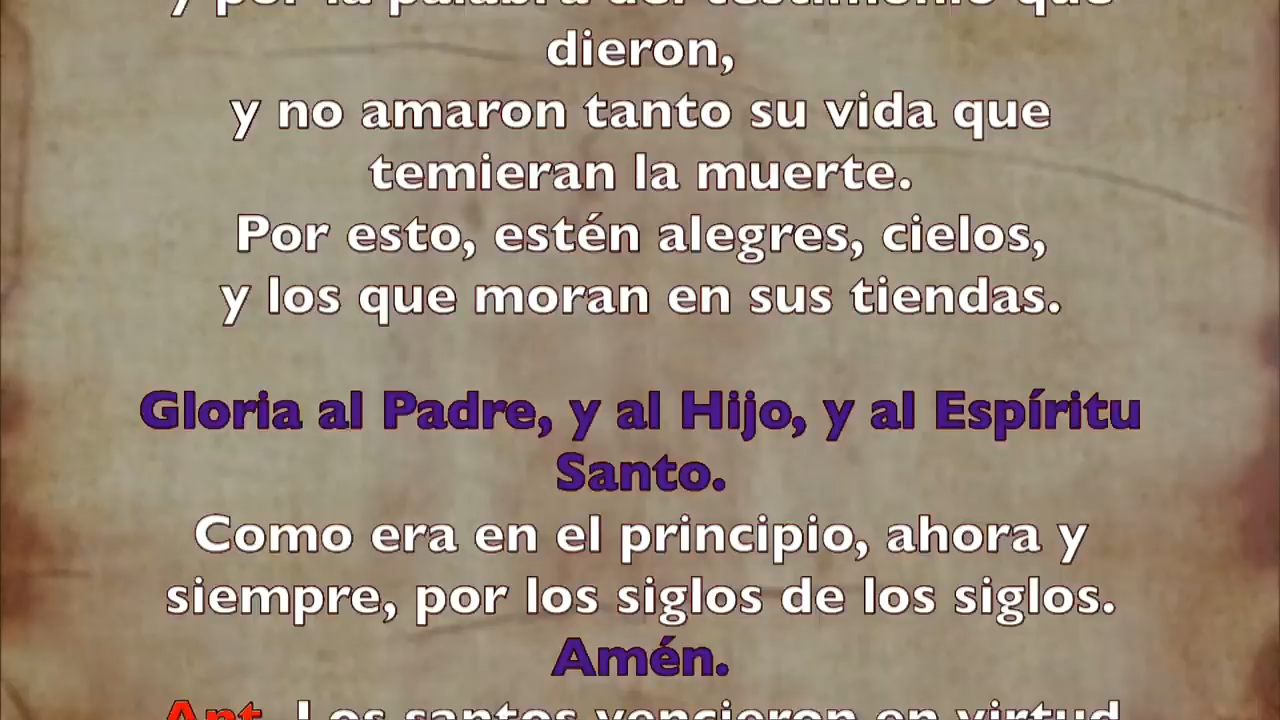 y por la palabra del testimonio que
dieron,
y no amaron tanto su vida que
temieran la muerte.
Por esto, estén alegres, cielos,
y los que moran en sus tiendas.
Gloria al Padre, y al Hijo, y al Espíritu
Santo.
Como era en el principio, ahora y
siempre, por los siglos de los siglos.
Amén.
Ant. Los santos vencieron en virtud